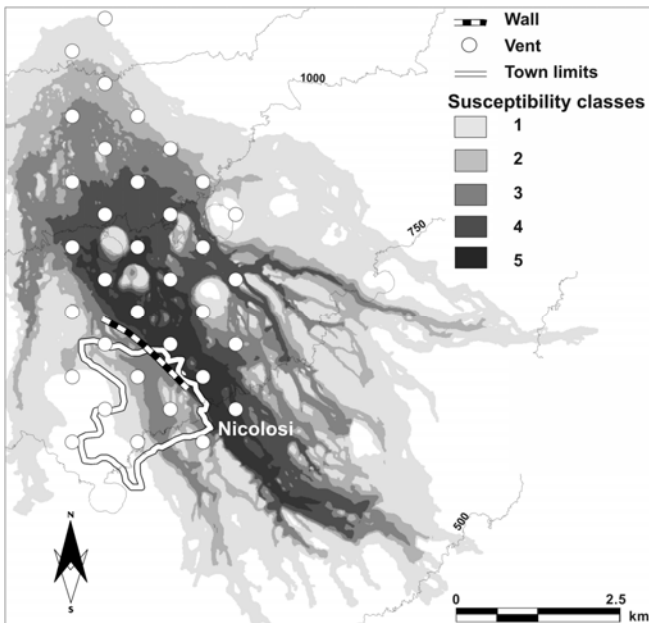 Wall
Vent
Town limits
Susceptibility classes
1
2
3
4
5
1000
750
Nicolosi
500
N
S
0 2.5
km